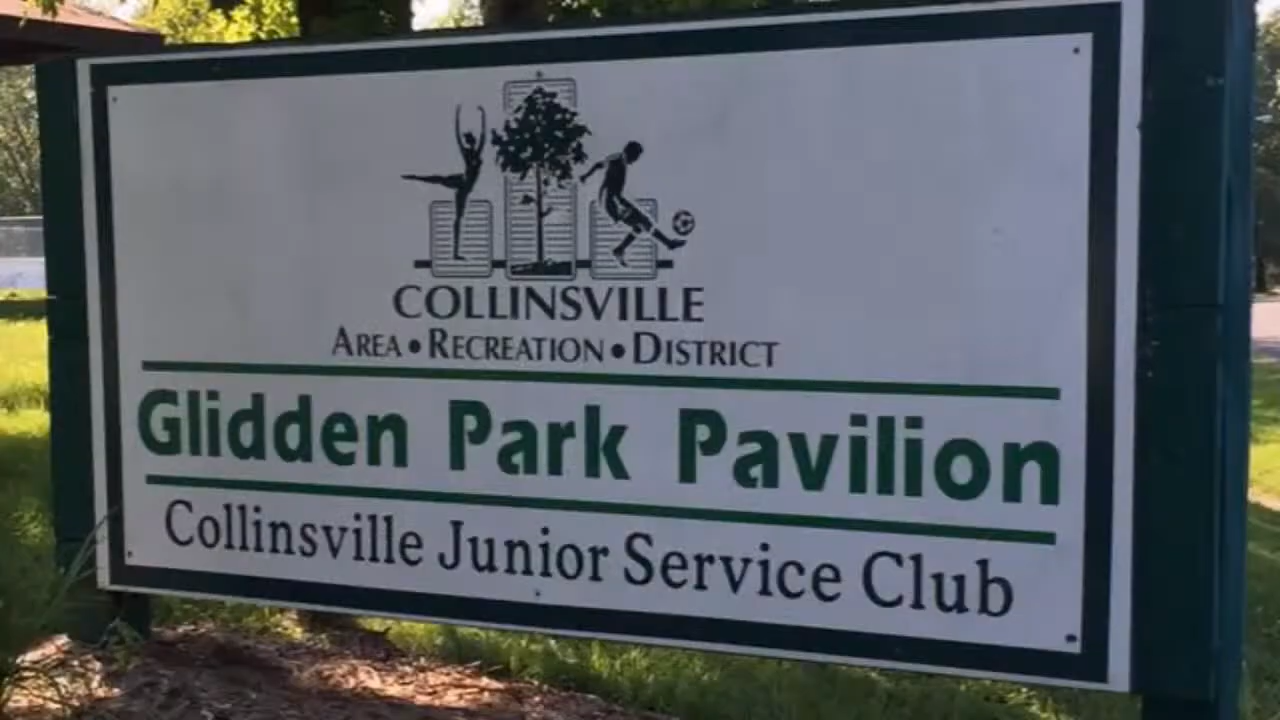 COLLINSVILLE
AREA • RECREATION • DISTRICT
Glidden Park Pavilion
Collinsville Junior Service Club